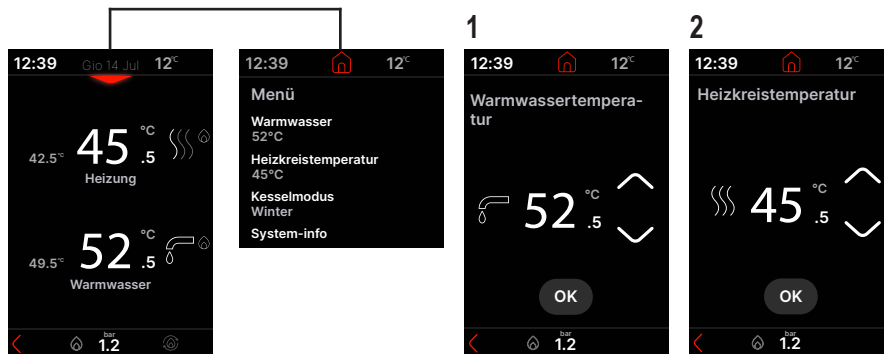 1
2
12:39 Gio 14 Jul 12°C
42.5°C 45.5 °C
Heizung
49.5°C 52.5 °C
Warmwasser
bar
1.2
12:39 12°C
Menü
Warmwasser
52°C
Heizkreistemperatur
45°C
Kesselmodus
Winter
System-info
12:39 12°C
Warmwassertempera-
tur
52.5 °C
OK
bar
1.2
12:39 12°C
Heizkreistemperatur
45.5 °C
OK
bar
1.2